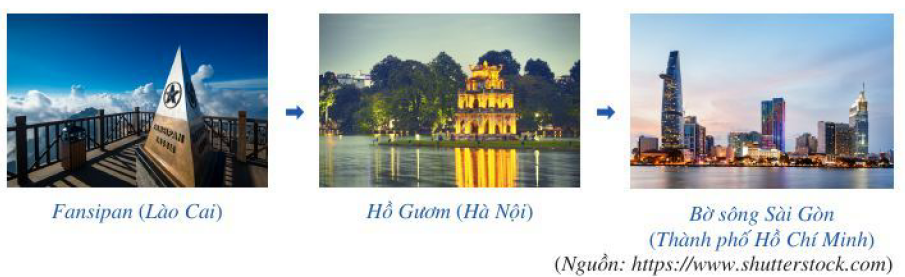 FANSIPAN
Fansipan (Lào Cai)
Hồ Gươm (Hà Nội)
Bờ sông Sài Gòn
(Thành phố Hồ Chí Minh)
(Nguồn: https://www.shutterstock.com)